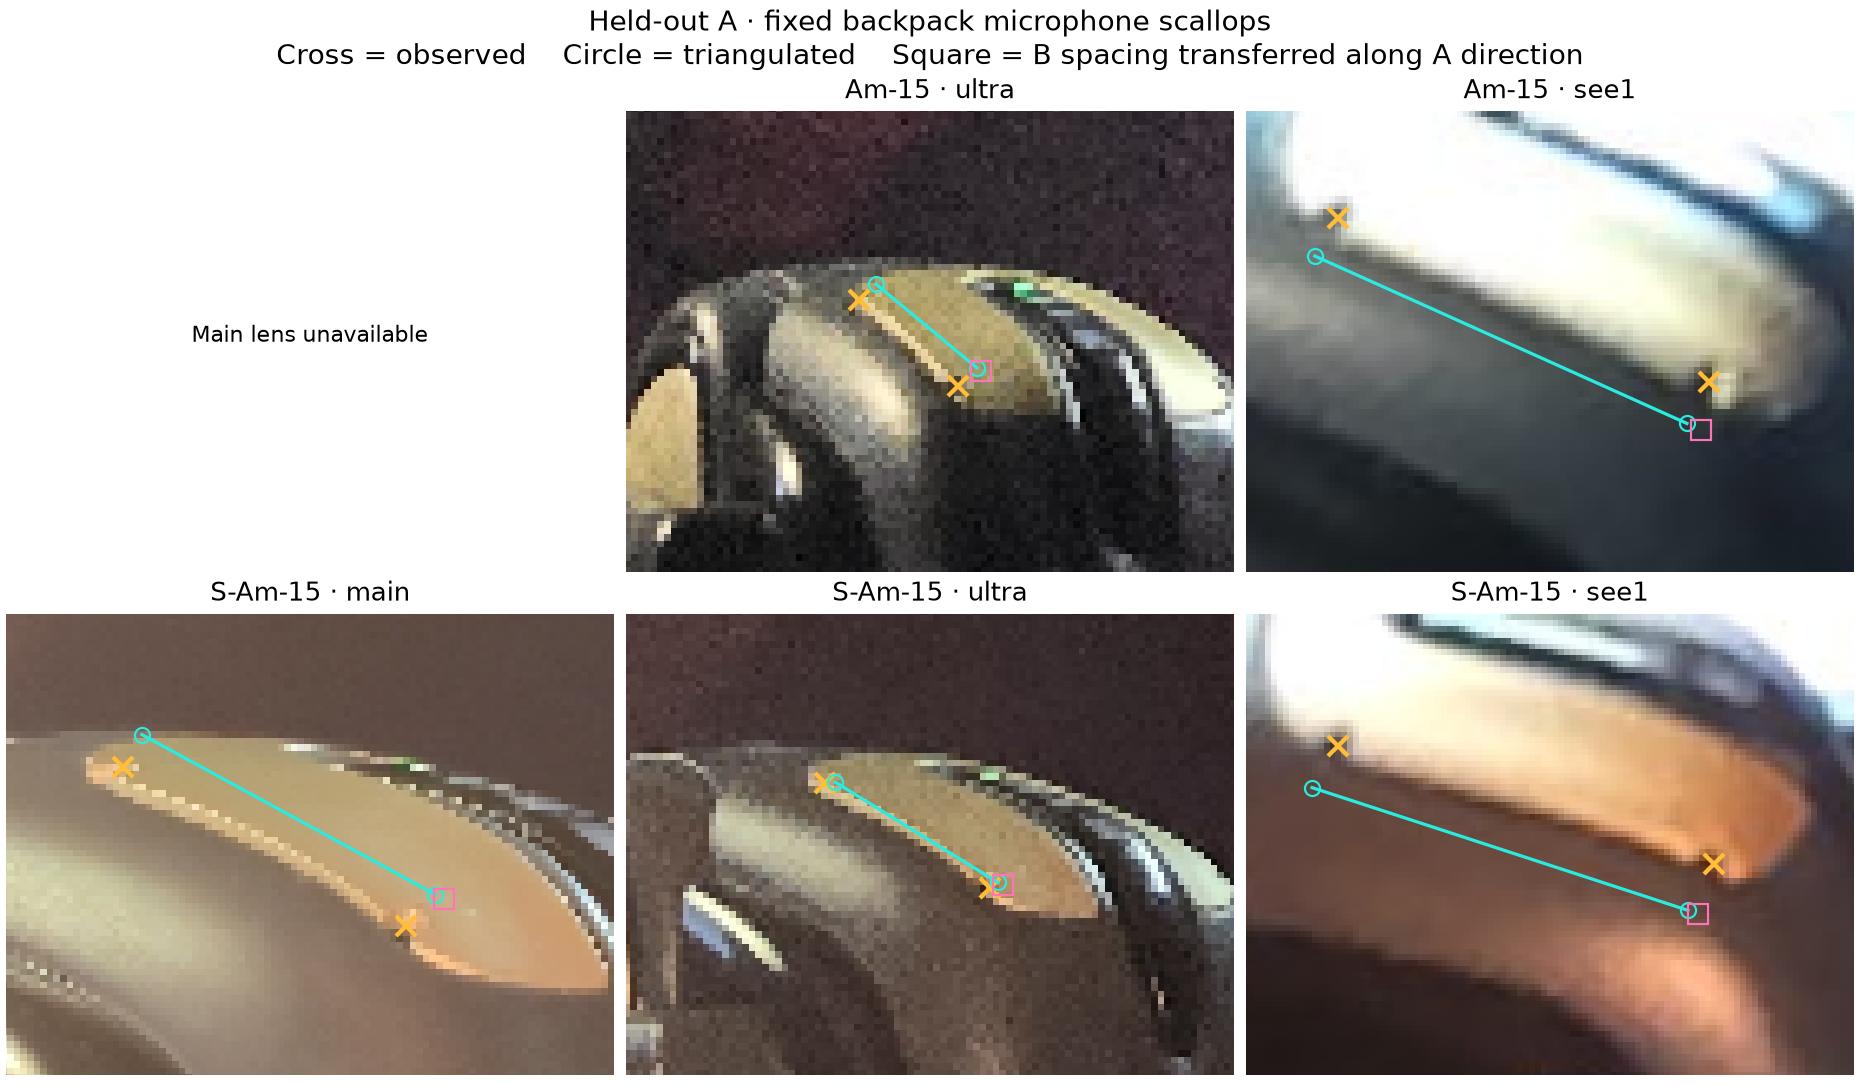 Held-out A · fixed backpack microphone scallops
Cross = observed    Circle = triangulated    Square = B spacing transferred along A direction
Am-15 · ultra
Am-15 · see1
Main lens unavailable
S-Am-15 · main
S-Am-15 · ultra
S-Am-15 · see1